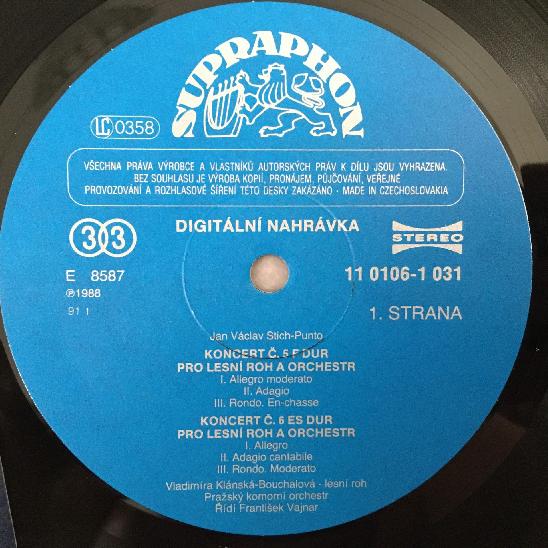 SUPRAPHON
LC 0358
VŠECHNA PRÁVA VÝROBCE A VLASTNÍKŮ AUTORSKÝCH PRÁV K DÍLU JSOU VYHRAZENA.
BEZ SOUHLASU JE VÝROBA KOPIÍ, PRONÁJEM, PŮJČOVÁNÍ, VEŘEJNÉ
PROVOZOVÁNÍ A ROZHLASOVÉ ŠÍŘENÍ TÉTO DESKY ZAKÁZÁNO - MADE IN CZECHOSLOVAKIA
33
DIGITÁLNÍ NAHRÁVKA
STEREO
E 8587
11 0106-1 031
℗1988
91 1
1. STRANA
Jan Václav Stich-Punto
KONCERT Č. 5 F DUR
PRO LESNÍ ROH A ORCHESTR
I. Allegro moderato
II. Adagio
III. Rondo. En-chasse
KONCERT Č. 6 ES DUR
PRO LESNÍ ROH A ORCHESTR
I. Allegro
II. Adagio cantabile
III. Rondo. Moderato
Vladimíra Klánská-Bouchalová - lesní roh
Pražský komorní orchestr
Řídí František Vajnar